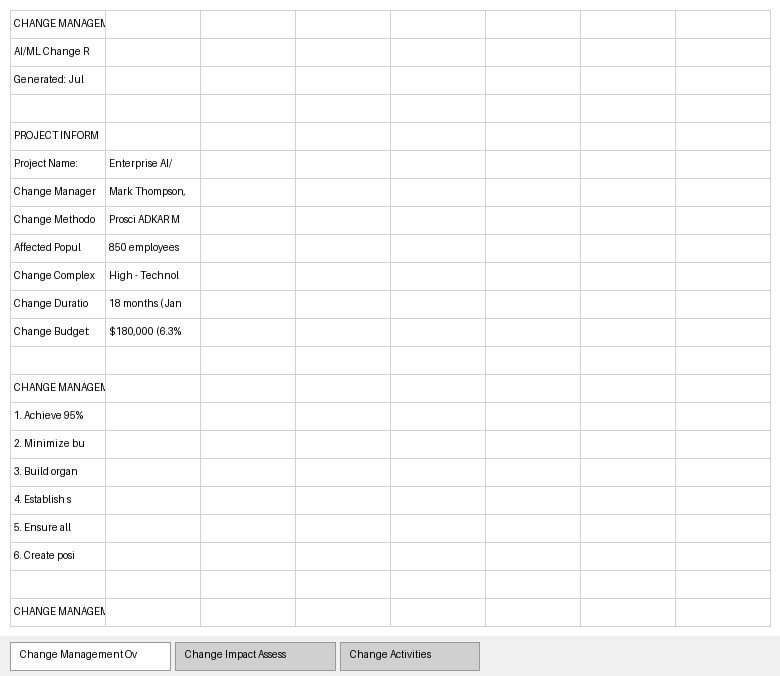 CHANGE MANAGEM
AI/ML Change R
Generated: Jul
PROJECT INFORM
Project Name: Enterprise AI/
Change Manager Mark Thompson,
Change Methodo Prosci ADKAR M
Affected Popul 850 employees
Change Complex High - Technol
Change Duratio 18 months (Jan
Change Budget: $180,000 (6.3%
CHANGE MANAGEM
1. Achieve 95%
2. Minimize bu
3. Build organ
4. Establish s
5. Ensure all
6. Create posi
CHANGE MANAGEM
Change Management Ov Change Impact Assess Change Activities